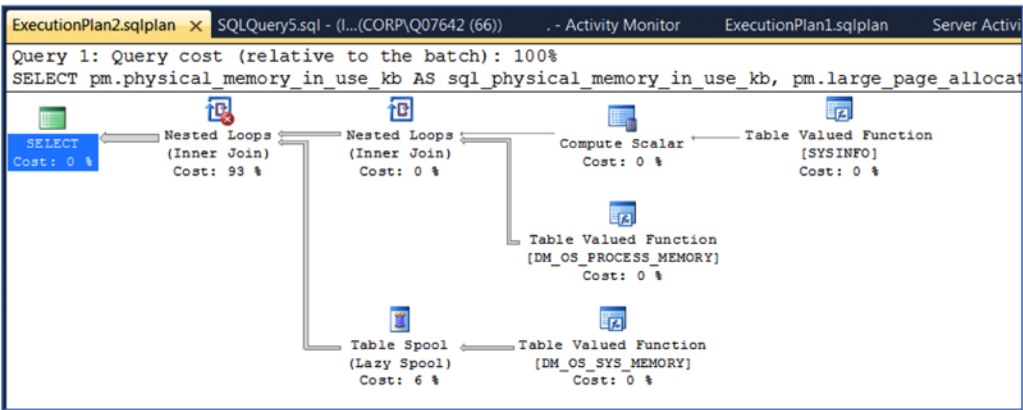 ExecutionPlan2.sqlplan × SQLQuery5.sql - (I...(CORP\Q07642 (66)) . - Activity Monitor ExecutionPlan1.sqlplan Server Activi
Query 1: Query cost (relative to the batch): 100%
SELECT pm.physical_memory_in_use_kb AS sql_physical_memory_in_use_kb, pm.large_page_allocat
SELECT
Cost: 0 %
Nested Loops
(Inner Join)
Cost: 93 %
Nested Loops
(Inner Join)
Cost: 0 %
Compute Scalar
Cost: 0 %
Table Valued Function
[SYSINFO]
Cost: 0 %
Table Valued Function
[DM_OS_PROCESS_MEMORY]
Cost: 0 %
Table Spool
(Lazy Spool)
Cost: 6 %
Table Valued Function
[DM_OS_SYS_MEMORY]
Cost: 0 %